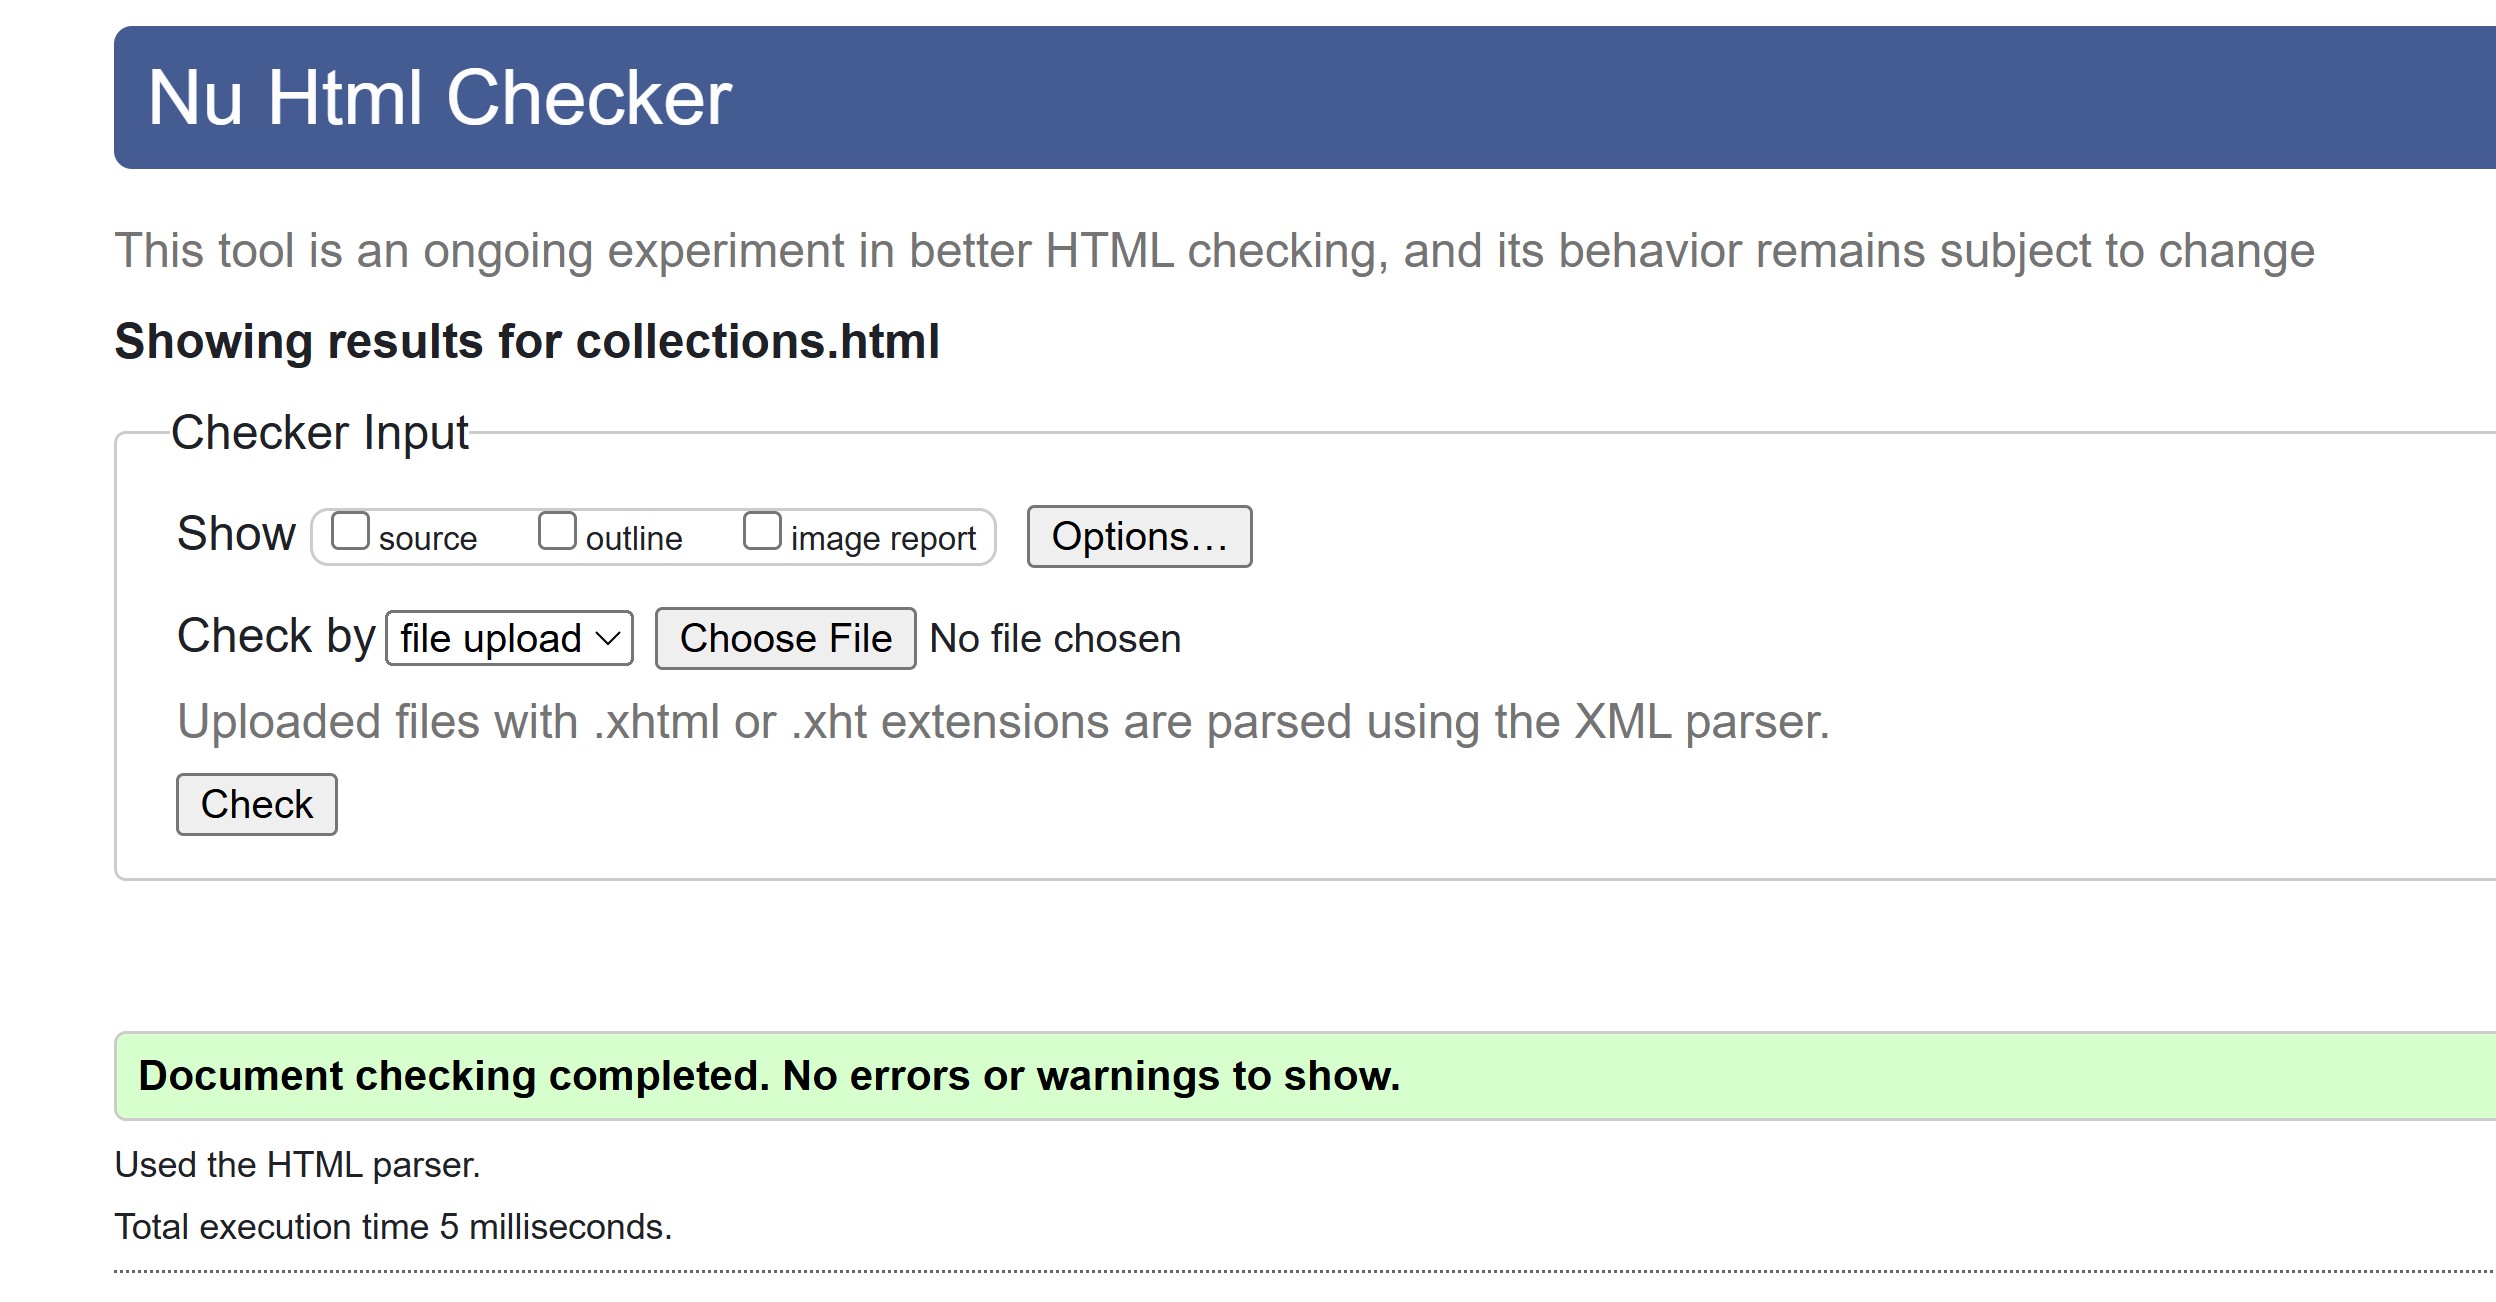 Nu Html Checker
This tool is an ongoing experiment in better HTML checking, and its behavior remains subject to change
Showing results for collections.html
Checker Input
Show source outline image report Options…
Check by file upload Choose File No file chosen
Uploaded files with .xhtml or .xht extensions are parsed using the XML parser.
Check
Document checking completed. No errors or warnings to show.
Used the HTML parser.
Total execution time 5 milliseconds.